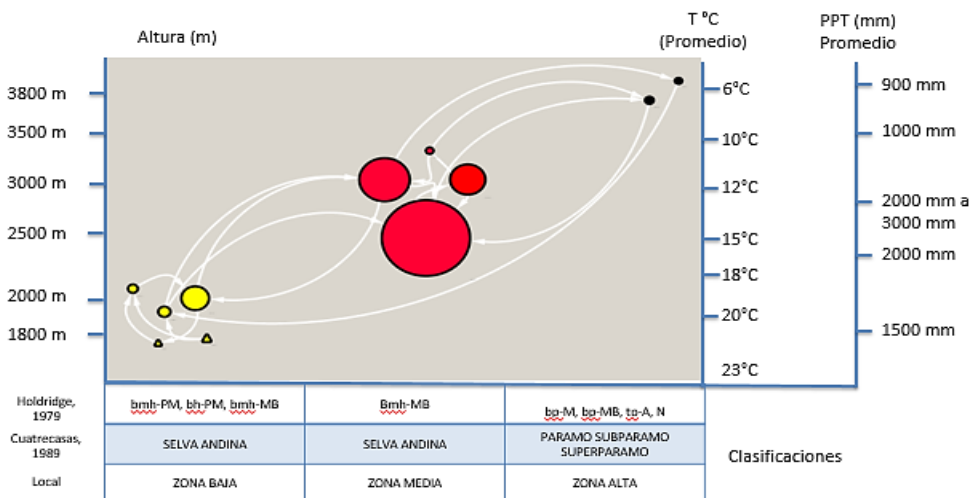 Altura (m)
T °C
(Promedio)
PPT (mm)
Promedio
3800 m
3500 m
3000 m
2500 m
2000 m
1800 m
6°C
10°C
12°C
15°C
18°C
20°C
23°C
900 mm
1000 mm
2000 mm a
3000 mm
2000 mm
1500 mm
Holdridge,
1979
bmh-PM, bh-PM, bmh-MB
Bmh-MB
bp-M, bp-MB, tp-A, N
Cuatrecasas,
1989
SELVA ANDINA
SELVA ANDINA
PARAMO SUBPARAMO
SUPERPARAMO
Local
ZONA BAJA
ZONA MEDIA
ZONA ALTA
Clasificaciones